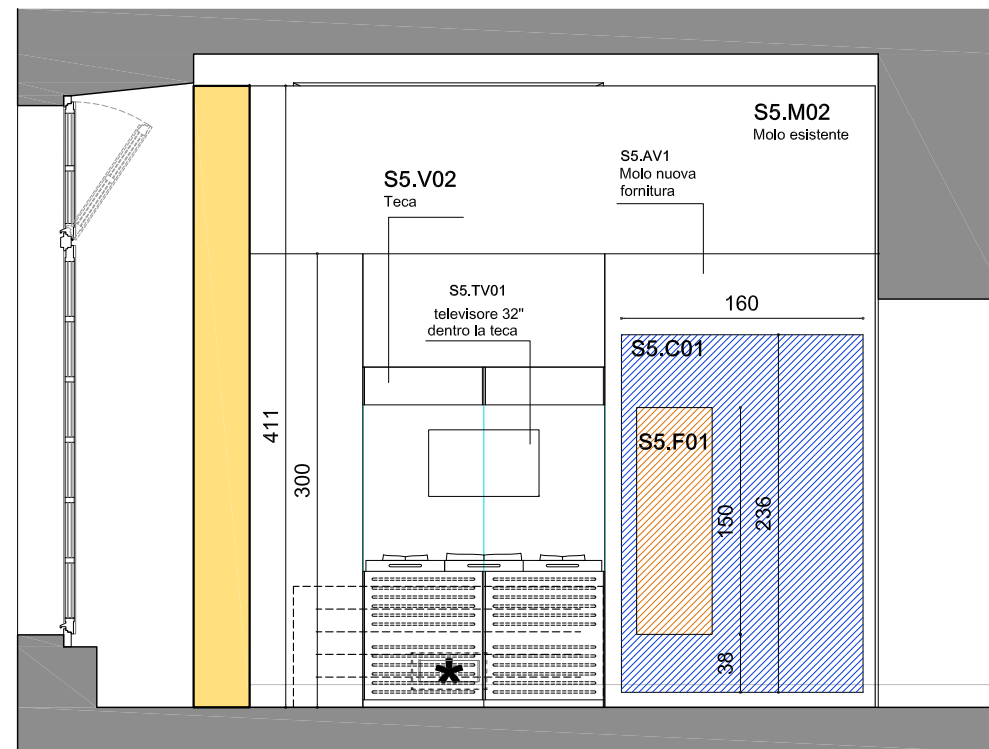 S5.M02
Molo esistente
S5.AV1
Molo nuova
fornitura
S5.V02
Teca
S5.TV01
televisore 32"
dentro la teca
160
S5.C01
S5.F01
411
300
150
236
38
*